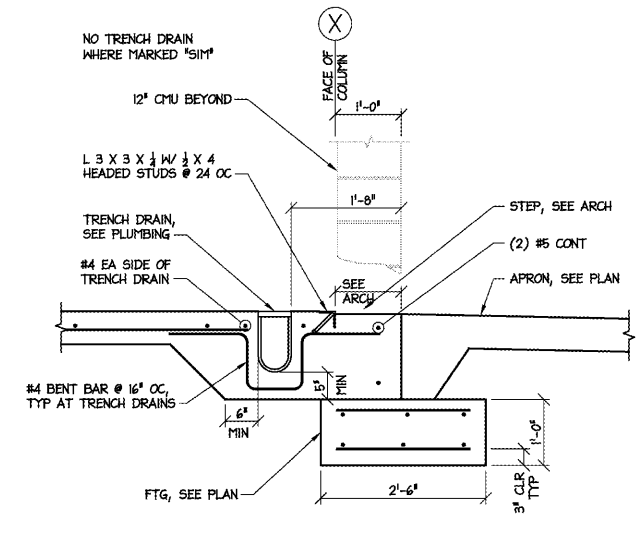 X
NO TRENCH DRAIN
WHERE MARKED "SIM"
FACE OF
COLUMN
12" CMU BEYOND
1'-0"
L 3 X 3 X 1/4 W/ 1/2 X 4
HEADED STUDS @ 24 OC
1'-8"
TRENCH DRAIN,
SEE PLUMBING
STEP, SEE ARCH
(2) #5 CONT
#4 EA SIDE OF
TRENCH DRAIN
SEE
ARCH
APRON, SEE PLAN
#4 BENT BAR @ 16" OC,
TYP AT TRENCH DRAINS
5"
MIN
6"
MIN
1'-0"
FTG, SEE PLAN
2'-6"
3" CLR
TYP